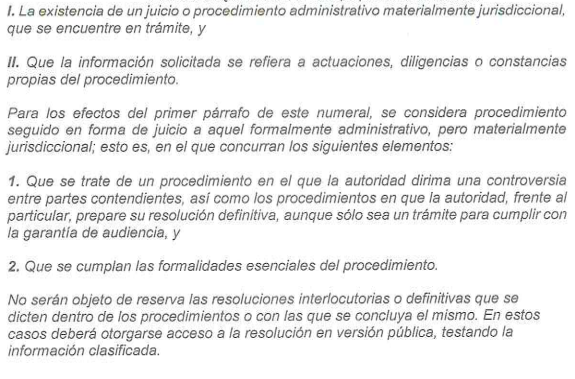 I. La existencia de un juicio o procedimiento administrativo materialmente jurisdiccional,
que se encuentre en trámite, y
II. Que la información solicitada se refiera a actuaciones, diligencias o constancias
propias del procedimiento.
Para los efectos del primer párrafo de este numeral, se considera procedimiento
seguido en forma de juicio a aquel formalmente administrativo, pero materialmente
jurisdiccional; esto es, en el que concurran los siguientes elementos:
1. Que se trate de un procedimiento en el que la autoridad dirima una controversia
entre partes contendientes, así como los procedimientos en que la autoridad, frente al
particular, prepare su resolución definitiva, aunque sólo sea un trámite para cumplir con
la garantía de audiencia, y
2. Que se cumplan las formalidades esenciales del procedimiento.
No serán objeto de reserva las resoluciones interlocutorias o definitivas que se
dicten dentro de los procedimientos o con las que se concluya el mismo. En estos
casos deberá otorgarse acceso a la resolución en versión pública, testando la
información clasificada.